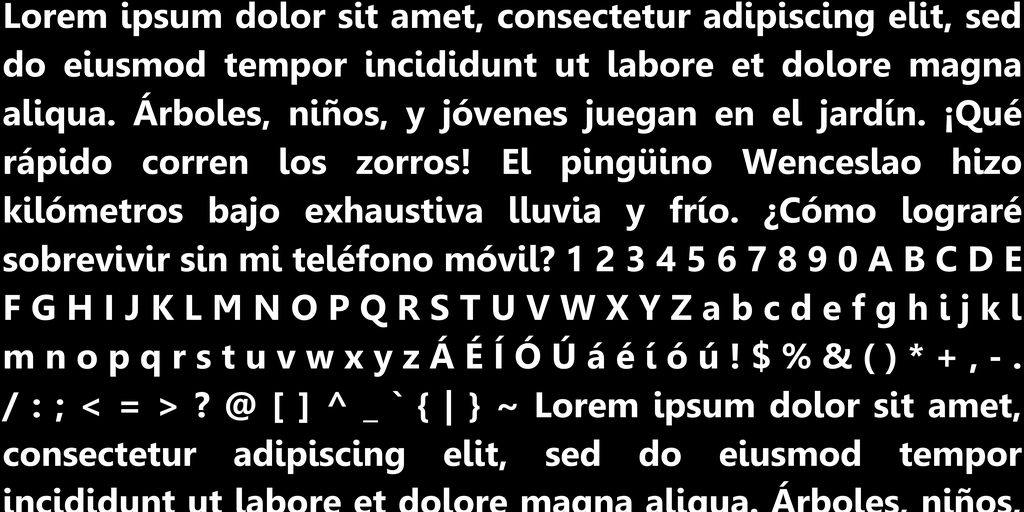 Lorem ipsum dolor sit amet, consectetur adipiscing elit, sed
do eiusmod tempor incididunt ut labore et dolore magna
aliqua. Árboles, niños, y jóvenes juegan en el jardín. ¡Qué
rápido corren los zorros! El pingüino Wenceslao hizo
kilómetros bajo exhaustiva lluvia y frío. ¿Cómo lograré
sobrevivir sin mi teléfono móvil? 1 2 3 4 5 6 7 8 9 0 A B C D E
F G H I J K L M N O P Q R S T U V W X Y Z a b c d e f g h i j k l
m n o p q r s t u v w x y z Á É Í Ó Ú á é í ó ú ! $ % & ( ) * + , - .
/ : ; < = > ? @ [ ] ^ _ ` { | } ~ Lorem ipsum dolor sit amet,
consectetur adipiscing elit, sed do eiusmod tempor
incididunt ut labore et dolore magna aliqua. Árboles, niños,